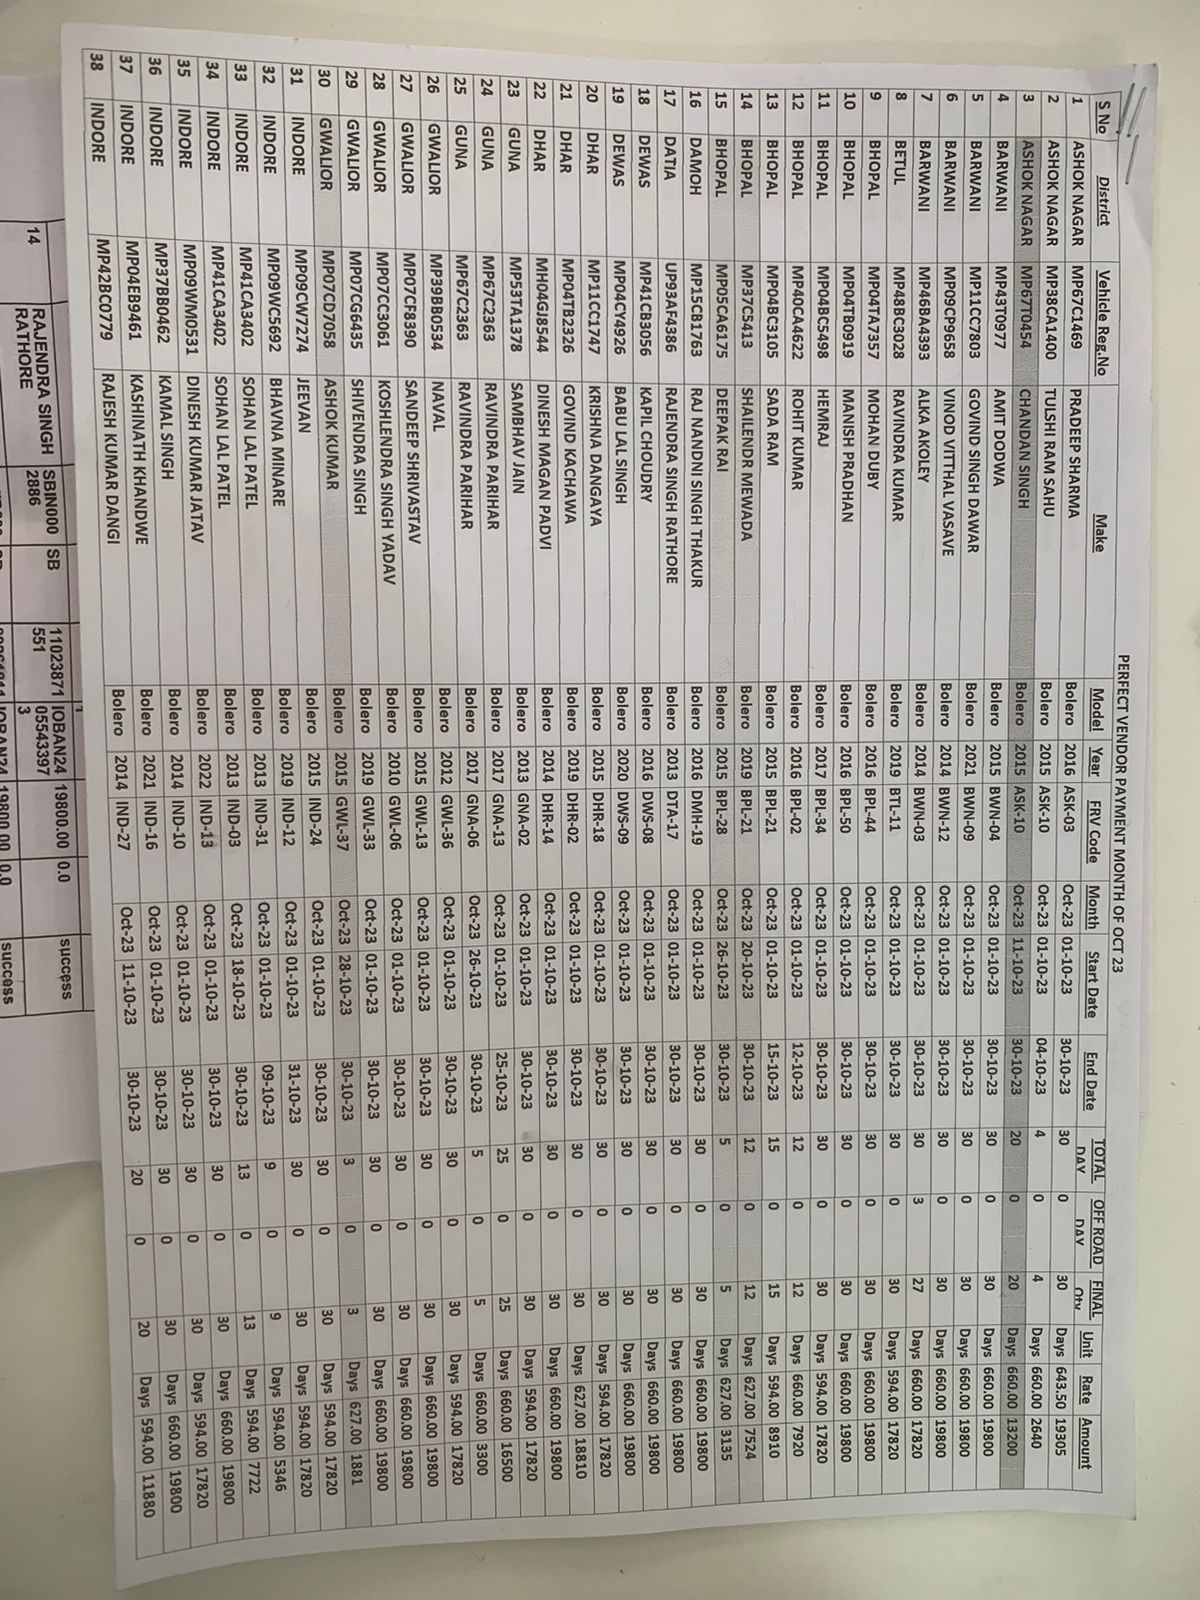 PERFECT VENDOR PAYMENT MONTH OF OCT 23
S No District Vehicle Reg.No Make Model Year FRV Code Month Start Date End Date TOTAL DAY OFF ROAD DAY FINAL Qty Unit Rate Amount
1 ASHOK NAGAR MP67C1469 PRADEEP SHARMA Bolero 2016 ASK-03 Oct-23 01-10-23 30-10-23 30 0 30 Days 643.50 19305
2 ASHOK NAGAR MP38CA1400 TULSHI RAM SAHU Bolero 2015 ASK-10 Oct-23 01-10-23 04-10-23 4 0 4 Days 660.00 2640
3 ASHOK NAGAR MP67T0454 CHANDAN SINGH Bolero 2015 ASK-10 Oct-23 11-10-23 30-10-23 20 0 20 Days 660.00 13200
4 BARWANI MP43T0977 AMIT DODWA Bolero 2015 BWN-04 Oct-23 01-10-23 30-10-23 30 0 30 Days 660.00 19800
5 BARWANI MP11CC7803 GOVIND SINGH DAWAR Bolero 2021 BWN-09 Oct-23 01-10-23 30-10-23 30 0 30 Days 660.00 19800
6 BARWANI MP09CP9658 VINOD VITTHAL VASAVE Bolero 2014 BWN-12 Oct-23 01-10-23 30-10-23 30 0 30 Days 660.00 19800
7 BARWANI MP46BA4393 ALKA AKOLEY Bolero 2014 BWN-03 Oct-23 01-10-23 30-10-23 30 3 27 Days 660.00 17820
8 BETUL MP48BC3028 RAVINDRA KUMAR Bolero 2019 BTL-11 Oct-23 01-10-23 30-10-23 30 0 30 Days 594.00 17820
9 BHOPAL MP04TA7357 MOHAN DUBY Bolero 2016 BPL-44 Oct-23 01-10-23 30-10-23 30 0 30 Days 660.00 19800
10 BHOPAL MP04TB0919 MANISH PRADHAN Bolero 2016 BPL-50 Oct-23 01-10-23 30-10-23 30 0 30 Days 660.00 19800
11 BHOPAL MP04BC5498 HEMRAJ Bolero 2017 BPL-34 Oct-23 01-10-23 30-10-23 30 0 30 Days 594.00 17820
12 BHOPAL MP40CA4622 ROHIT KUMAR Bolero 2016 BPL-02 Oct-23 01-10-23 12-10-23 12 0 12 Days 660.00 7920
13 BHOPAL MP04BC3105 SADA RAM Bolero 2015 BPL-21 Oct-23 01-10-23 15-10-23 15 0 15 Days 594.00 8910
14 BHOPAL MP37C5413 SHAILENDR MEWADA Bolero 2019 BPL-21 Oct-23 20-10-23 30-10-23 12 0 12 Days 627.00 7524
15 BHOPAL MP05CA6175 DEEPAK RAI Bolero 2015 BPL-28 Oct-23 26-10-23 30-10-23 5 0 5 Days 627.00 3135
16 DAMOH MP15CB1763 RAJ NANDNI SINGH THAKUR Bolero 2016 DMH-19 Oct-23 01-10-23 30-10-23 30 0 30 Days 660.00 19800
17 DATIA UP93AF4386 RAJENDRA SINGH RATHORE Bolero 2013 DTA-17 Oct-23 01-10-23 30-10-23 30 0 30 Days 660.00 19800
18 DEWAS MP41CB3056 KAPIL CHOUDRY Bolero 2016 DWS-08 Oct-23 01-10-23 30-10-23 30 0 30 Days 660.00 19800
19 DEWAS MP04CY4926 BABU LAL SINGH Bolero 2020 DWS-09 Oct-23 01-10-23 30-10-23 30 0 30 Days 660.00 19800
20 DHAR MP11CC1747 KRISHNA DANGAYA Bolero 2015 DHR-18 Oct-23 01-10-23 30-10-23 30 0 30 Days 594.00 17820
21 DHAR MP04TB2326 GOVIND KACHAWA Bolero 2019 DHR-02 Oct-23 01-10-23 30-10-23 30 0 30 Days 627.00 18810
22 DHAR MH04GJ8544 DINESH MAGAN PADVI Bolero 2014 DHR-14 Oct-23 01-10-23 30-10-23 30 0 30 Days 660.00 19800
23 GUNA MP53TA1378 SAMBHAV JAIN Bolero 2013 GNA-02 Oct-23 01-10-23 30-10-23 30 0 30 Days 594.00 17820
24 GUNA MP67C2363 RAVINDRA PARIHAR Bolero 2017 GNA-13 Oct-23 01-10-23 25-10-23 25 0 25 Days 660.00 16500
25 GUNA MP67C2363 RAVINDRA PARIHAR Bolero 2017 GNA-06 Oct-23 26-10-23 30-10-23 5 0 5 Days 660.00 3300
26 GWALIOR MP39BB0534 NAVAL Bolero 2012 GWL-36 Oct-23 01-10-23 30-10-23 30 0 30 Days 594.00 17820
27 GWALIOR MP07CF8390 SANDEEP SHRIVASTAV Bolero 2015 GWL-13 Oct-23 01-10-23 30-10-23 30 0 30 Days 660.00 19800
28 GWALIOR MP07CC3061 KOSHLENDRA SINGH YADAV Bolero 2010 GWL-06 Oct-23 01-10-23 30-10-23 30 0 30 Days 660.00 19800
29 GWALIOR MP07CG6435 SHIVENDRA SINGH Bolero 2019 GWL-33 Oct-23 01-10-23 30-10-23 30 0 30 Days 660.00 19800
30 GWALIOR MP07CD7058 ASHOK KUMAR Bolero 2015 GWL-37 Oct-23 28-10-23 30-10-23 3 0 3 Days 627.00 1881
31 INDORE MP09CW7274 JEEVAN Bolero 2015 IND-24 Oct-23 01-10-23 30-10-23 30 0 30 Days 594.00 17820
32 INDORE MP09WC5692 BHAVNA MINARE Bolero 2019 IND-12 Oct-23 01-10-23 31-10-23 30 0 30 Days 594.00 17820
33 INDORE MP41CA3402 SOHAN LAL PATEL Bolero 2013 IND-31 Oct-23 01-10-23 09-10-23 9 0 9 Days 594.00 5346
34 INDORE MP41CA3402 SOHAN LAL PATEL Bolero 2013 IND-03 Oct-23 18-10-23 30-10-23 13 0 13 Days 594.00 7722
35 INDORE MP09WM0531 DINESH KUMAR JATAV Bolero 2022 IND-13 Oct-23 01-10-23 30-10-23 30 0 30 Days 660.00 19800
36 INDORE MP37BB0462 KAMAL SINGH Bolero 2014 IND-10 Oct-23 01-10-23 30-10-23 30 0 30 Days 594.00 17820
37 INDORE MP04EB9461 KASHINATH KHANDWE Bolero 2021 IND-16 Oct-23 01-10-23 30-10-23 30 0 30 Days 660.00 19800
38 INDORE MP42BC0779 RAJESH KUMAR DANGI Bolero 2014 IND-27 Oct-23 11-10-23 30-10-23 20 0 20 Days 594.00 11880
14 RAJENDRA SINGH SBIN000 SB 11023871 IOBAN24 19800.00 0.0 success
RATHORE 2886 551 05543397
3
IOBAN24 19800.00 0.0 success